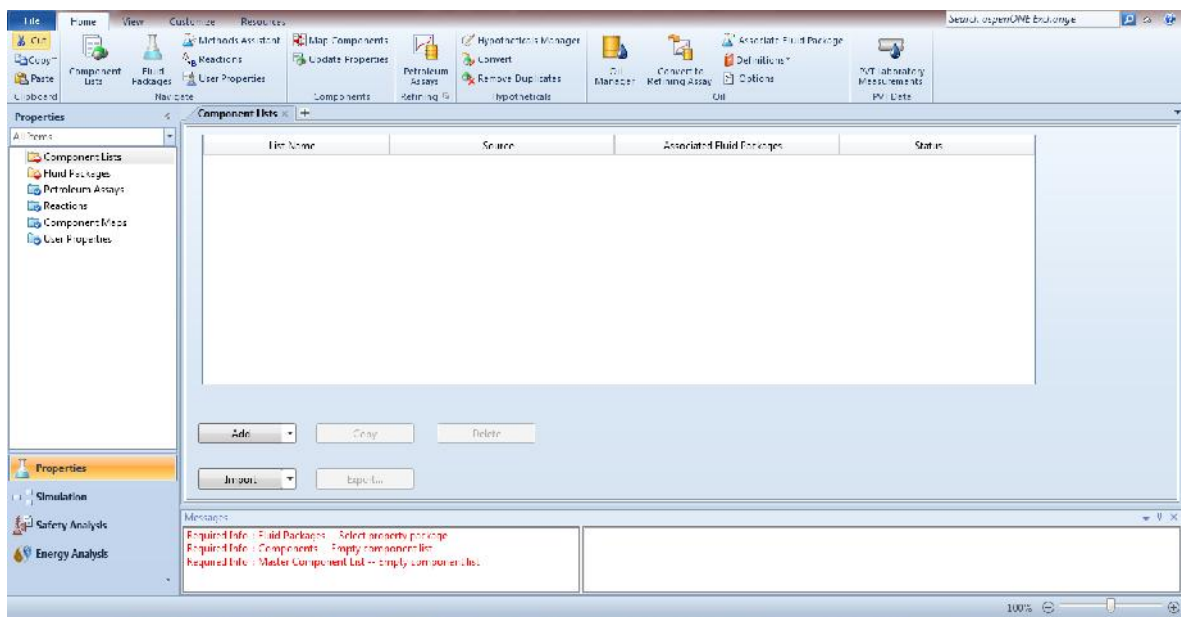 File Home View Customize Resources Search aspenONE Exchange
Cut
Copy
Paste
Clipboard
Component Lists
Fluid Packages
Methods Assistant
Reactions
User Properties
Navigate
Map Components
Update Properties
Components
Petroleum Assays
Refining
Hypotheticals Manager
Convert
Remove Duplicates
Hypotheticals
Oil Manager
Convert to Refining Assay
Associate Fluid Package
Definitions
Options
Oil
PVT Laboratory Measurements
PVT Data
Properties
All Items
Component Lists
Fluid Packages
Petroleum Assays
Reactions
Component Maps
User Properties
Properties
Simulation
Safety Analysis
Energy Analysis
Component Lists
List Name Source Associated Fluid Packages Status
Add Copy Delete
Import Export...
Messages
Required Info : Fluid Packages -- Select property package
Required Info : Components -- Empty component list
Required Info : Master Component List -- Empty component list
100%